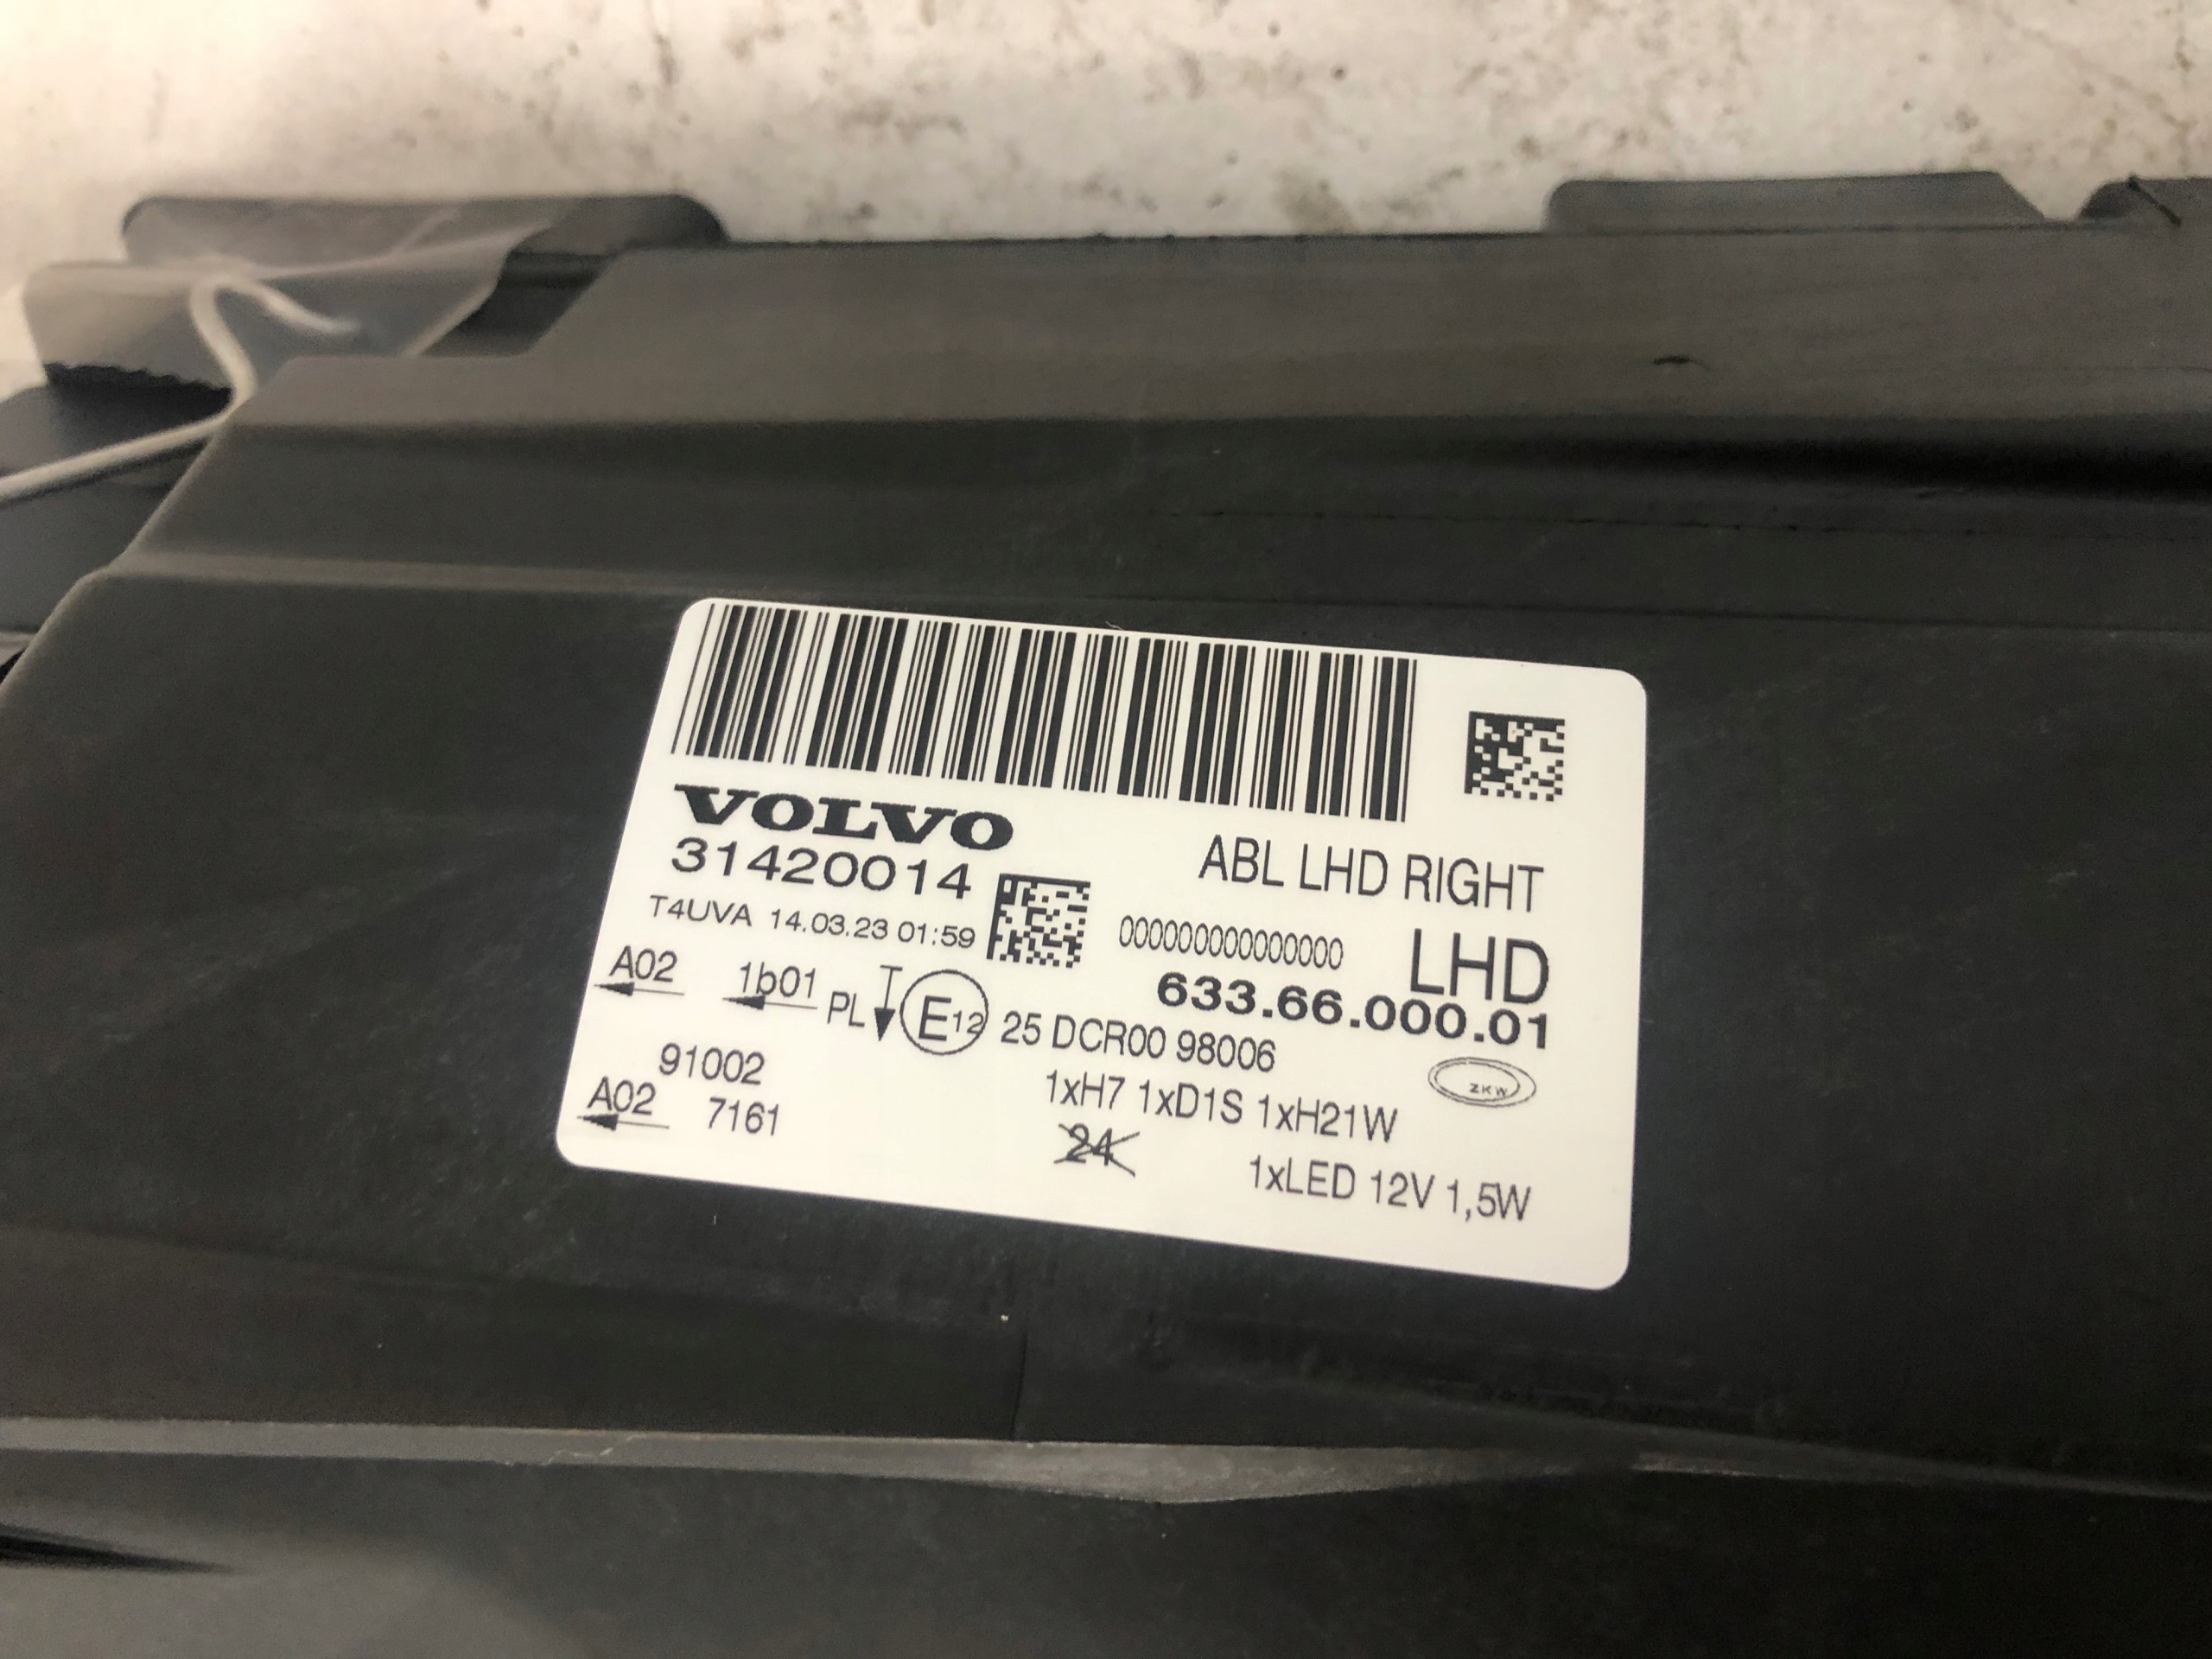 VOLVO
31420014
ABL LHD RIGHT
T4UVA 14.03.23 01:59
0000000000000000 LHD
633.66.000.01
A02 1b01 PL E12 25 DCR00 98006
91002
ZKW
A02 7161
1xH7 1xD1S 1xH21W
24
1xLED 12V 1,5W